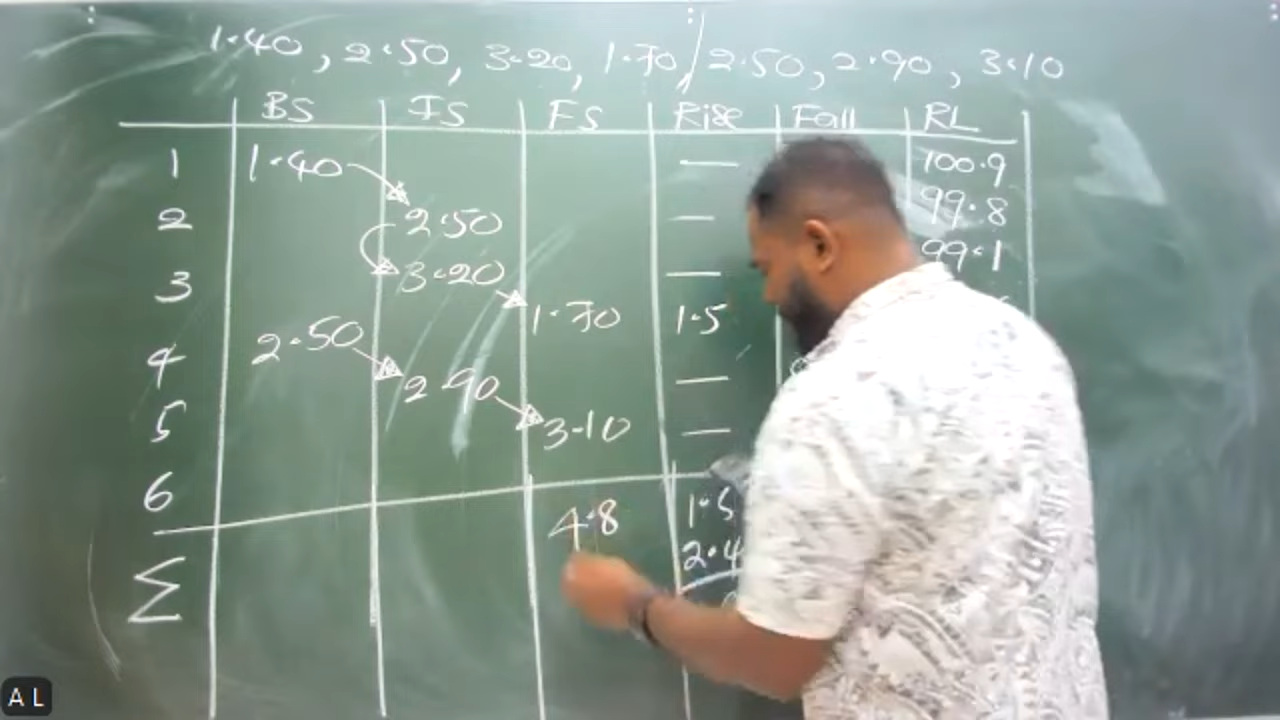 1.40, 2.50, 3.20, 1.70/2.50, 2.90, 3.10
BS IS FS Rise Fall RL
1 1.40 — 100.9
2 2.50 — 99.8
3 3.20 — 99.1
1.70 1.5
4 2.50
2.90 —
5 3.10 —
6
4.8 1.5
2.4
Σ
A L